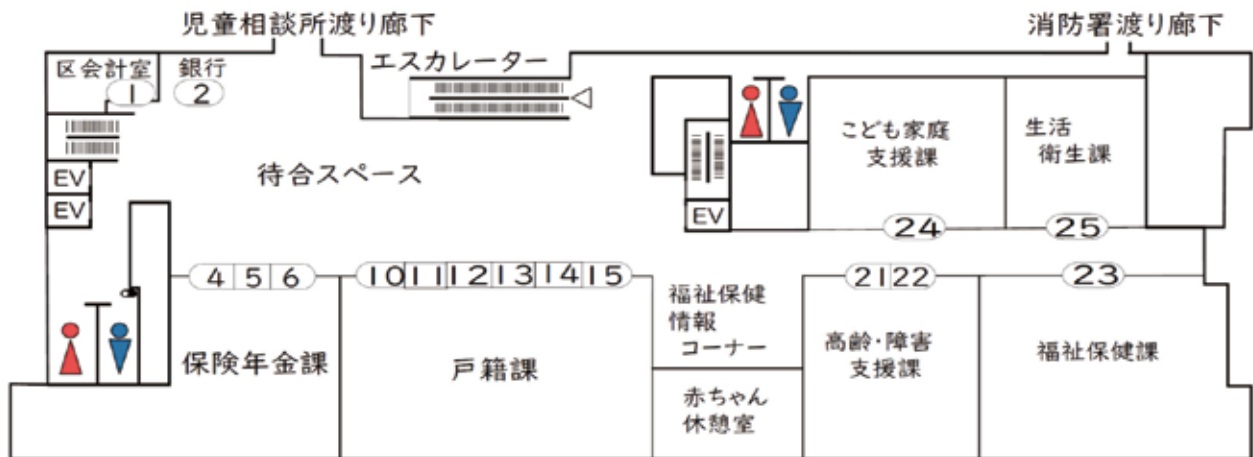 児童相談所渡り廊下
消防署渡り廊下
区会計室
銀行
エスカレーター
1
2
こども家庭
支援課
生活
衛生課
待合スペース
EV
EV
EV
24
25
4 5 6
10 11 12 13 14 15
21 22
23
福祉保健
情報
コーナー
保険年金課
戸籍課
高齢・障害
支援課
福祉保健課
赤ちゃん
休憩室